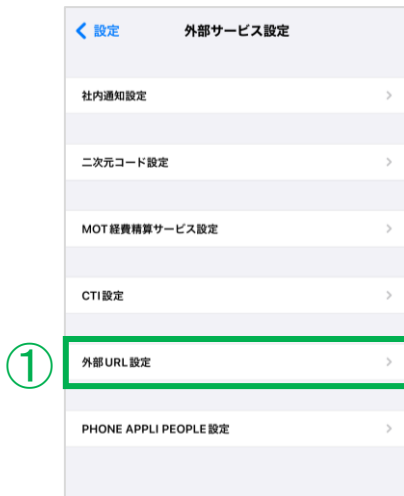 設定 外部サービス設定
社内通知設定
二次元コード設定
MOT経費精算サービス設定
CTI設定
① 外部URL設定
PHONE APPLI PEOPLE設定